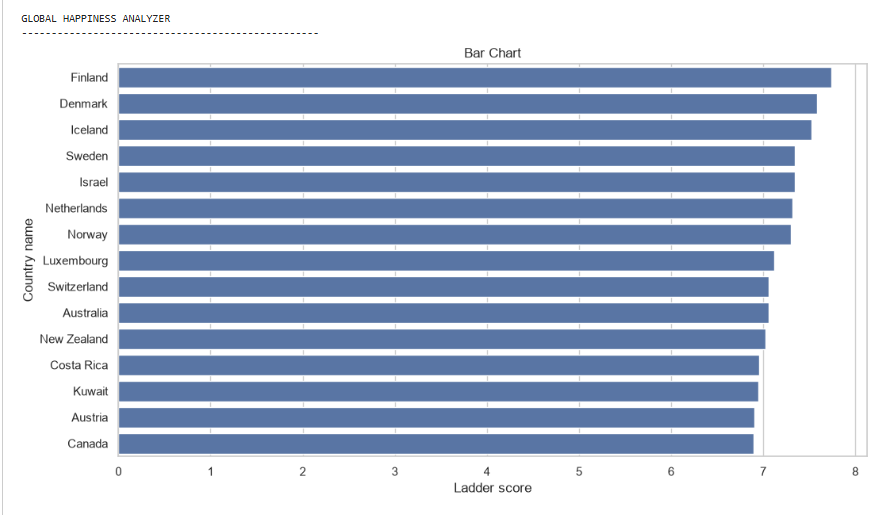 GLOBAL HAPPINESS ANALYZER
--------------------------------------------------
Bar Chart
Country name
Finland
Denmark
Iceland
Sweden
Israel
Netherlands
Norway
Luxembourg
Switzerland
Australia
New Zealand
Costa Rica
Kuwait
Austria
Canada
0 1 2 3 4 5 6 7 8
Ladder score